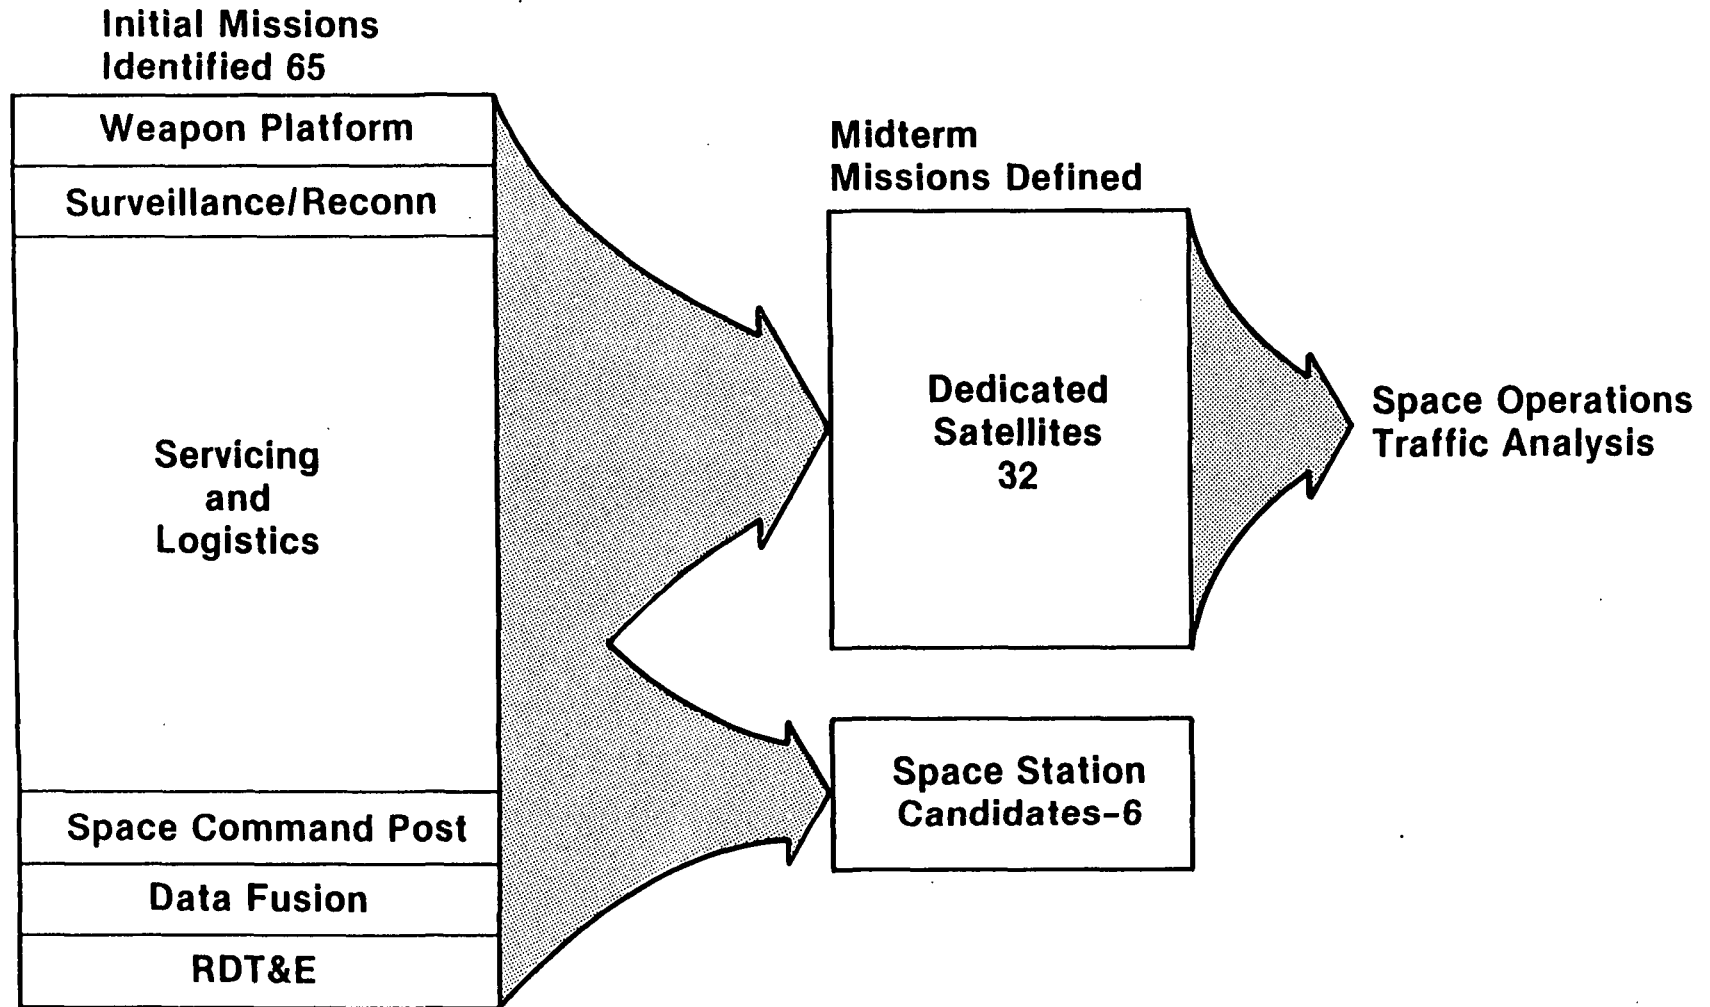 Initial Missions
Identified 65
Weapon Platform
Surveillance/Reconn
Servicing
and
Logistics
Space Command Post
Data Fusion
RDT&E
Midterm
Missions Defined
Dedicated
Satellites
32
Space Station
Candidates-6
Space Operations
Traffic Analysis